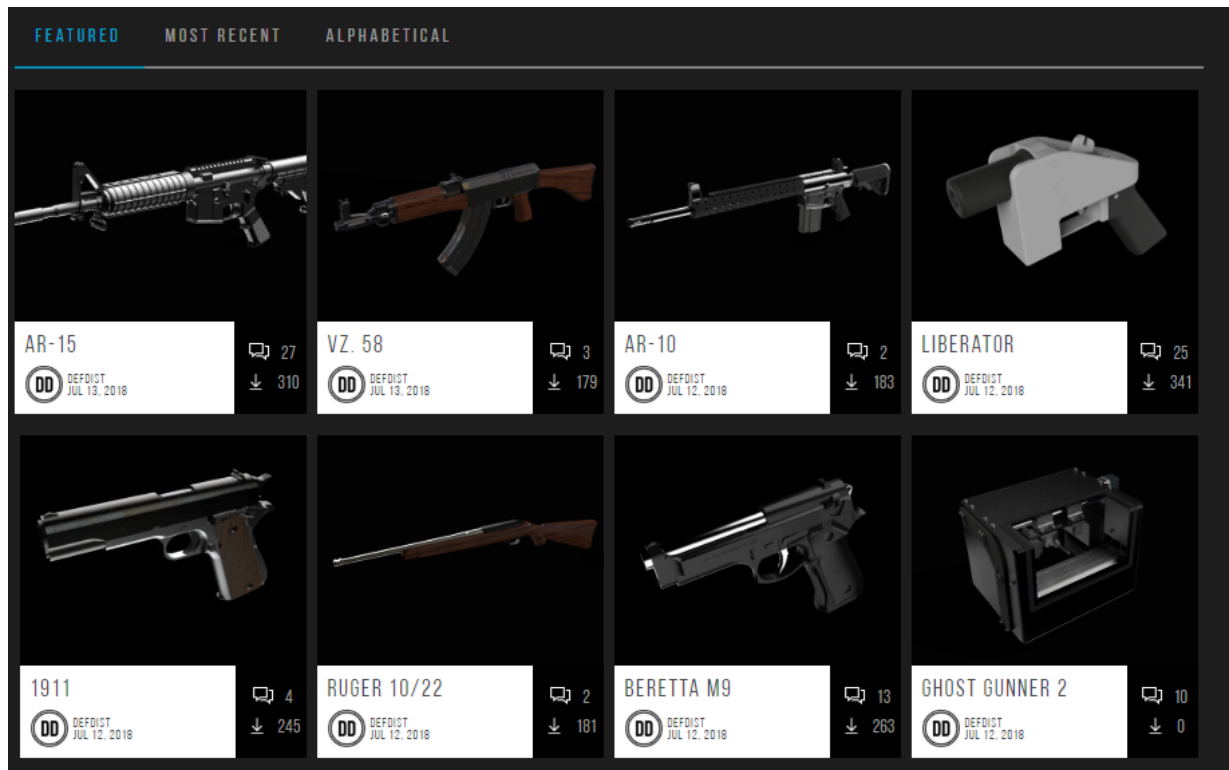 FEATURED MOST RECENT ALPHABETICAL
AR-15
27
DD DEFDIST
JUL 13, 2018
310
VZ. 58
3
DD DEFDIST
JUL 13, 2018
179
AR-10
2
DD DEFDIST
JUL 12, 2018
183
LIBERATOR
25
DD DEFDIST
JUL 12, 2018
341
1911
4
DD DEFDIST
JUL 12, 2018
245
RUGER 10/22
2
DD DEFDIST
JUL 12, 2018
181
BERETTA M9
13
DD DEFDIST
JUL 12, 2018
263
GHOST GUNNER 2
10
DD DEFDIST
JUL 12, 2018
0